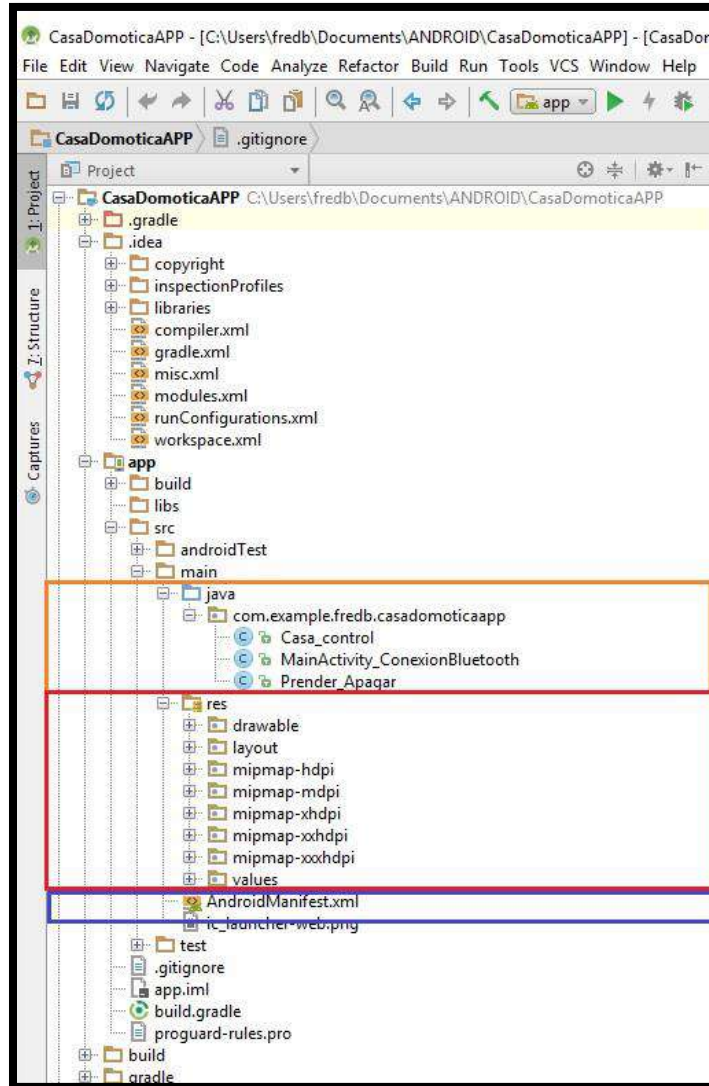 CasaDomoticaAPP - [C:\Users\fredb\Documents\ANDROID\CasaDomoticaAPP] - [CasaDor
File Edit View Navigate Code Analyze Refactor Build Run Tools VCS Window Help
app
CasaDomoticaAPP .gitignore
1: Project
7: Structure
Captures
Project
CasaDomoticaAPP C:\Users\fredb\Documents\ANDROID\CasaDomoticaAPP
.gradle
.idea
copyright
inspectionProfiles
libraries
compiler.xml
gradle.xml
misc.xml
modules.xml
runConfigurations.xml
workspace.xml
app
build
libs
src
androidTest
main
java
com.example.fredb.casadomoticaapp
Casa_control
MainActivity_ConexionBluetooth
Prender_Apagar
res
drawable
layout
mipmap-hdpi
mipmap-mdpi
mipmap-xhdpi
mipmap-xxhdpi
mipmap-xxxhdpi
values
AndroidManifest.xml
ic_launcher-web.png
test
.gitignore
app.iml
build.gradle
proguard-rules.pro
build
gradle